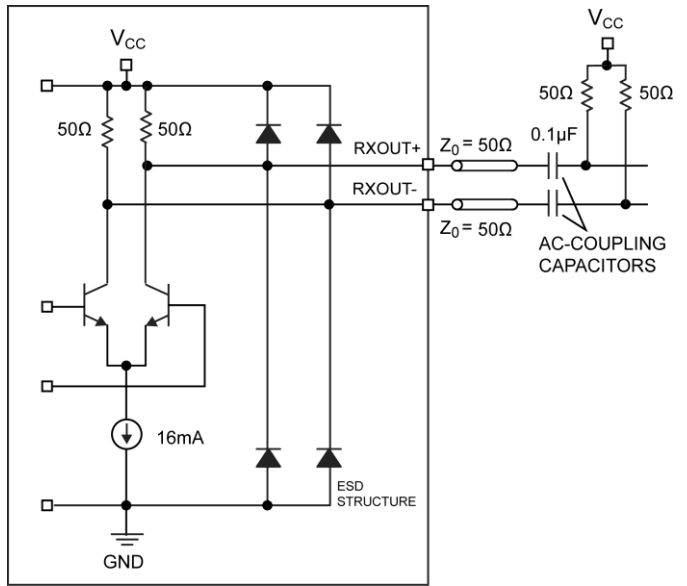 V_CC
V_CC
50Ω
50Ω
50Ω
50Ω
0.1µF
RXOUT+
Z_0 = 50Ω
RXOUT-
Z_0 = 50Ω
AC-COUPLING
CAPACITORS
16mA
ESD
STRUCTURE
GND